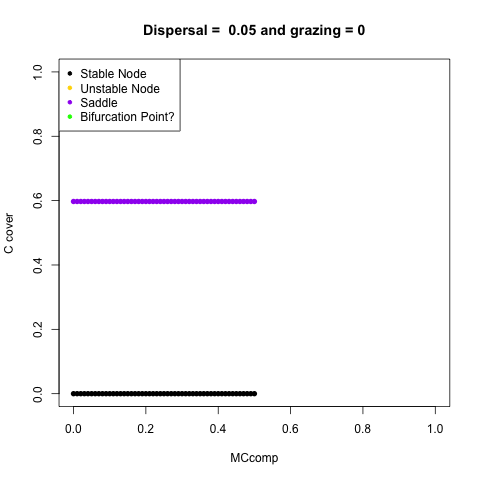 Dispersal =  0.05 and grazing = 0
Stable Node
Unstable Node
Saddle
Bifurcation Point?
C cover
1.0
0.8
0.6
0.4
0.2
0.0
0.0 0.2 0.4 0.6 0.8 1.0
MCcomp